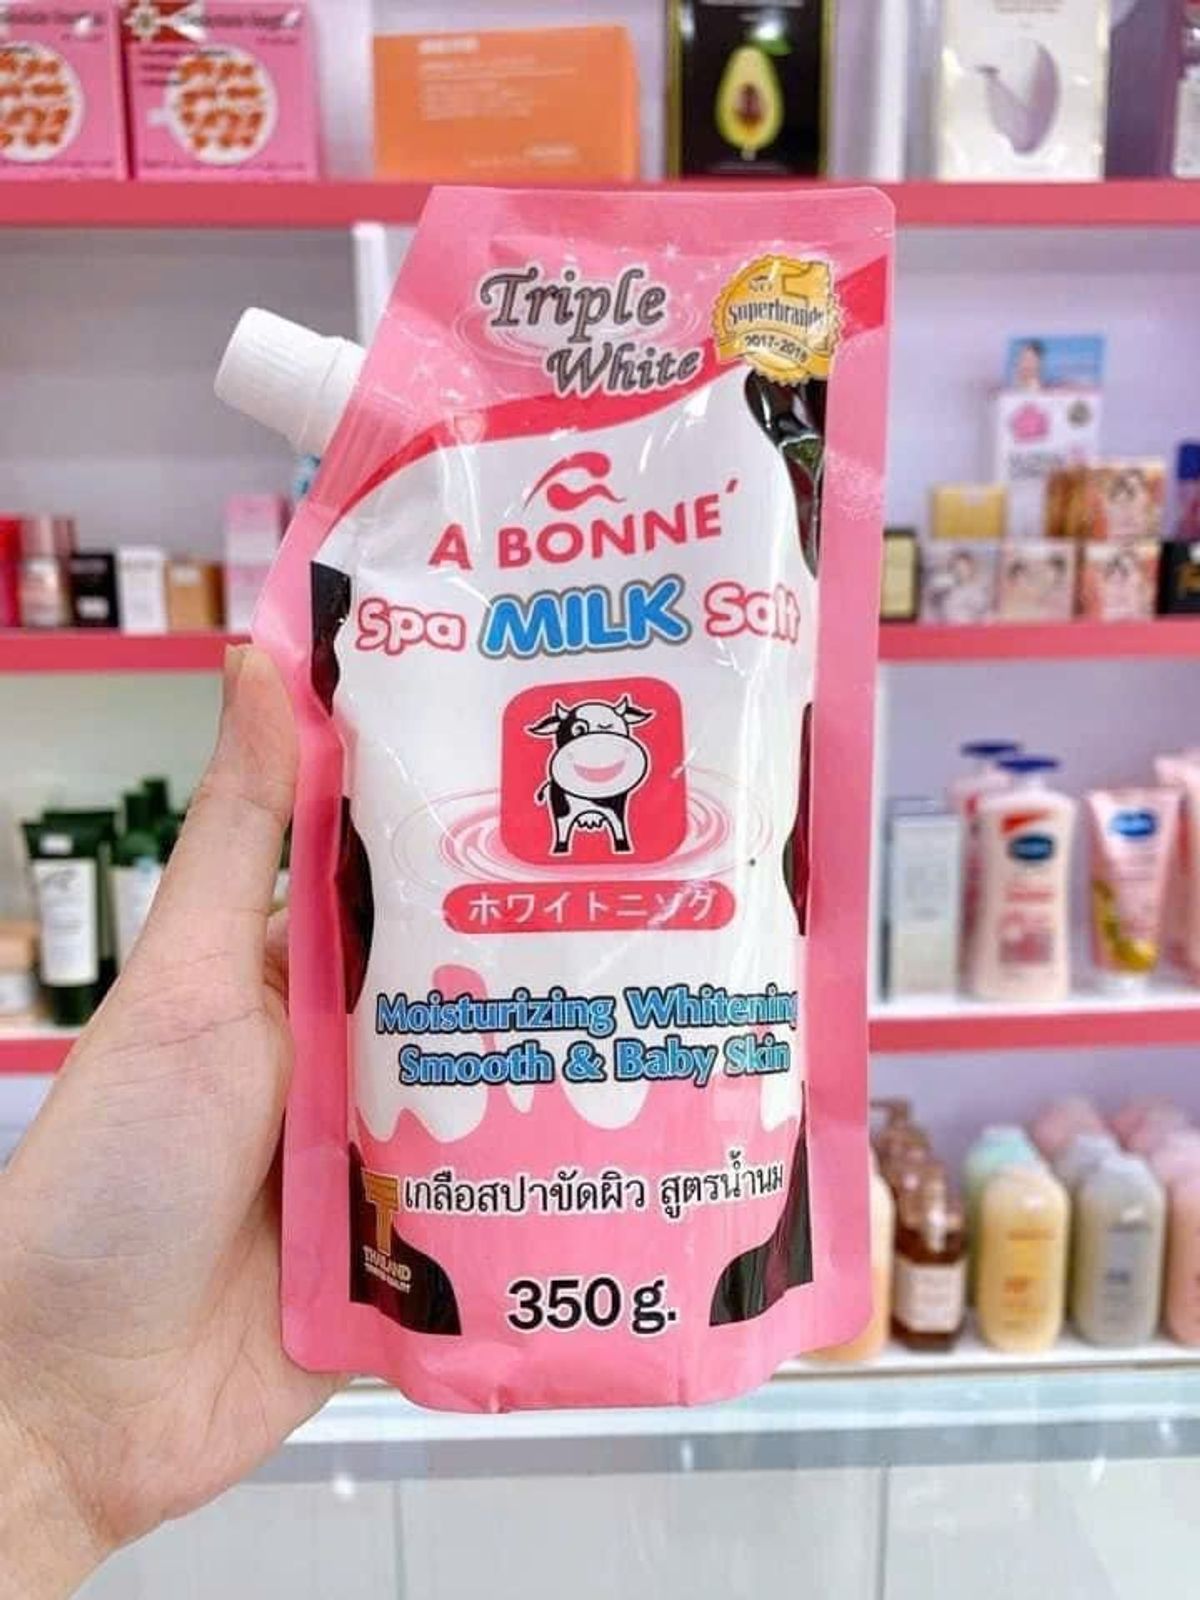 Triple
White
Superbrands
2017-2018
A BONNE´
Spa MILK Salt
ホワイトニング
Moisturizing Whitening
Smooth & Baby Skin
เกลือสปาขัดผิว สูตรน้ำนม
THAILAND
350 g.